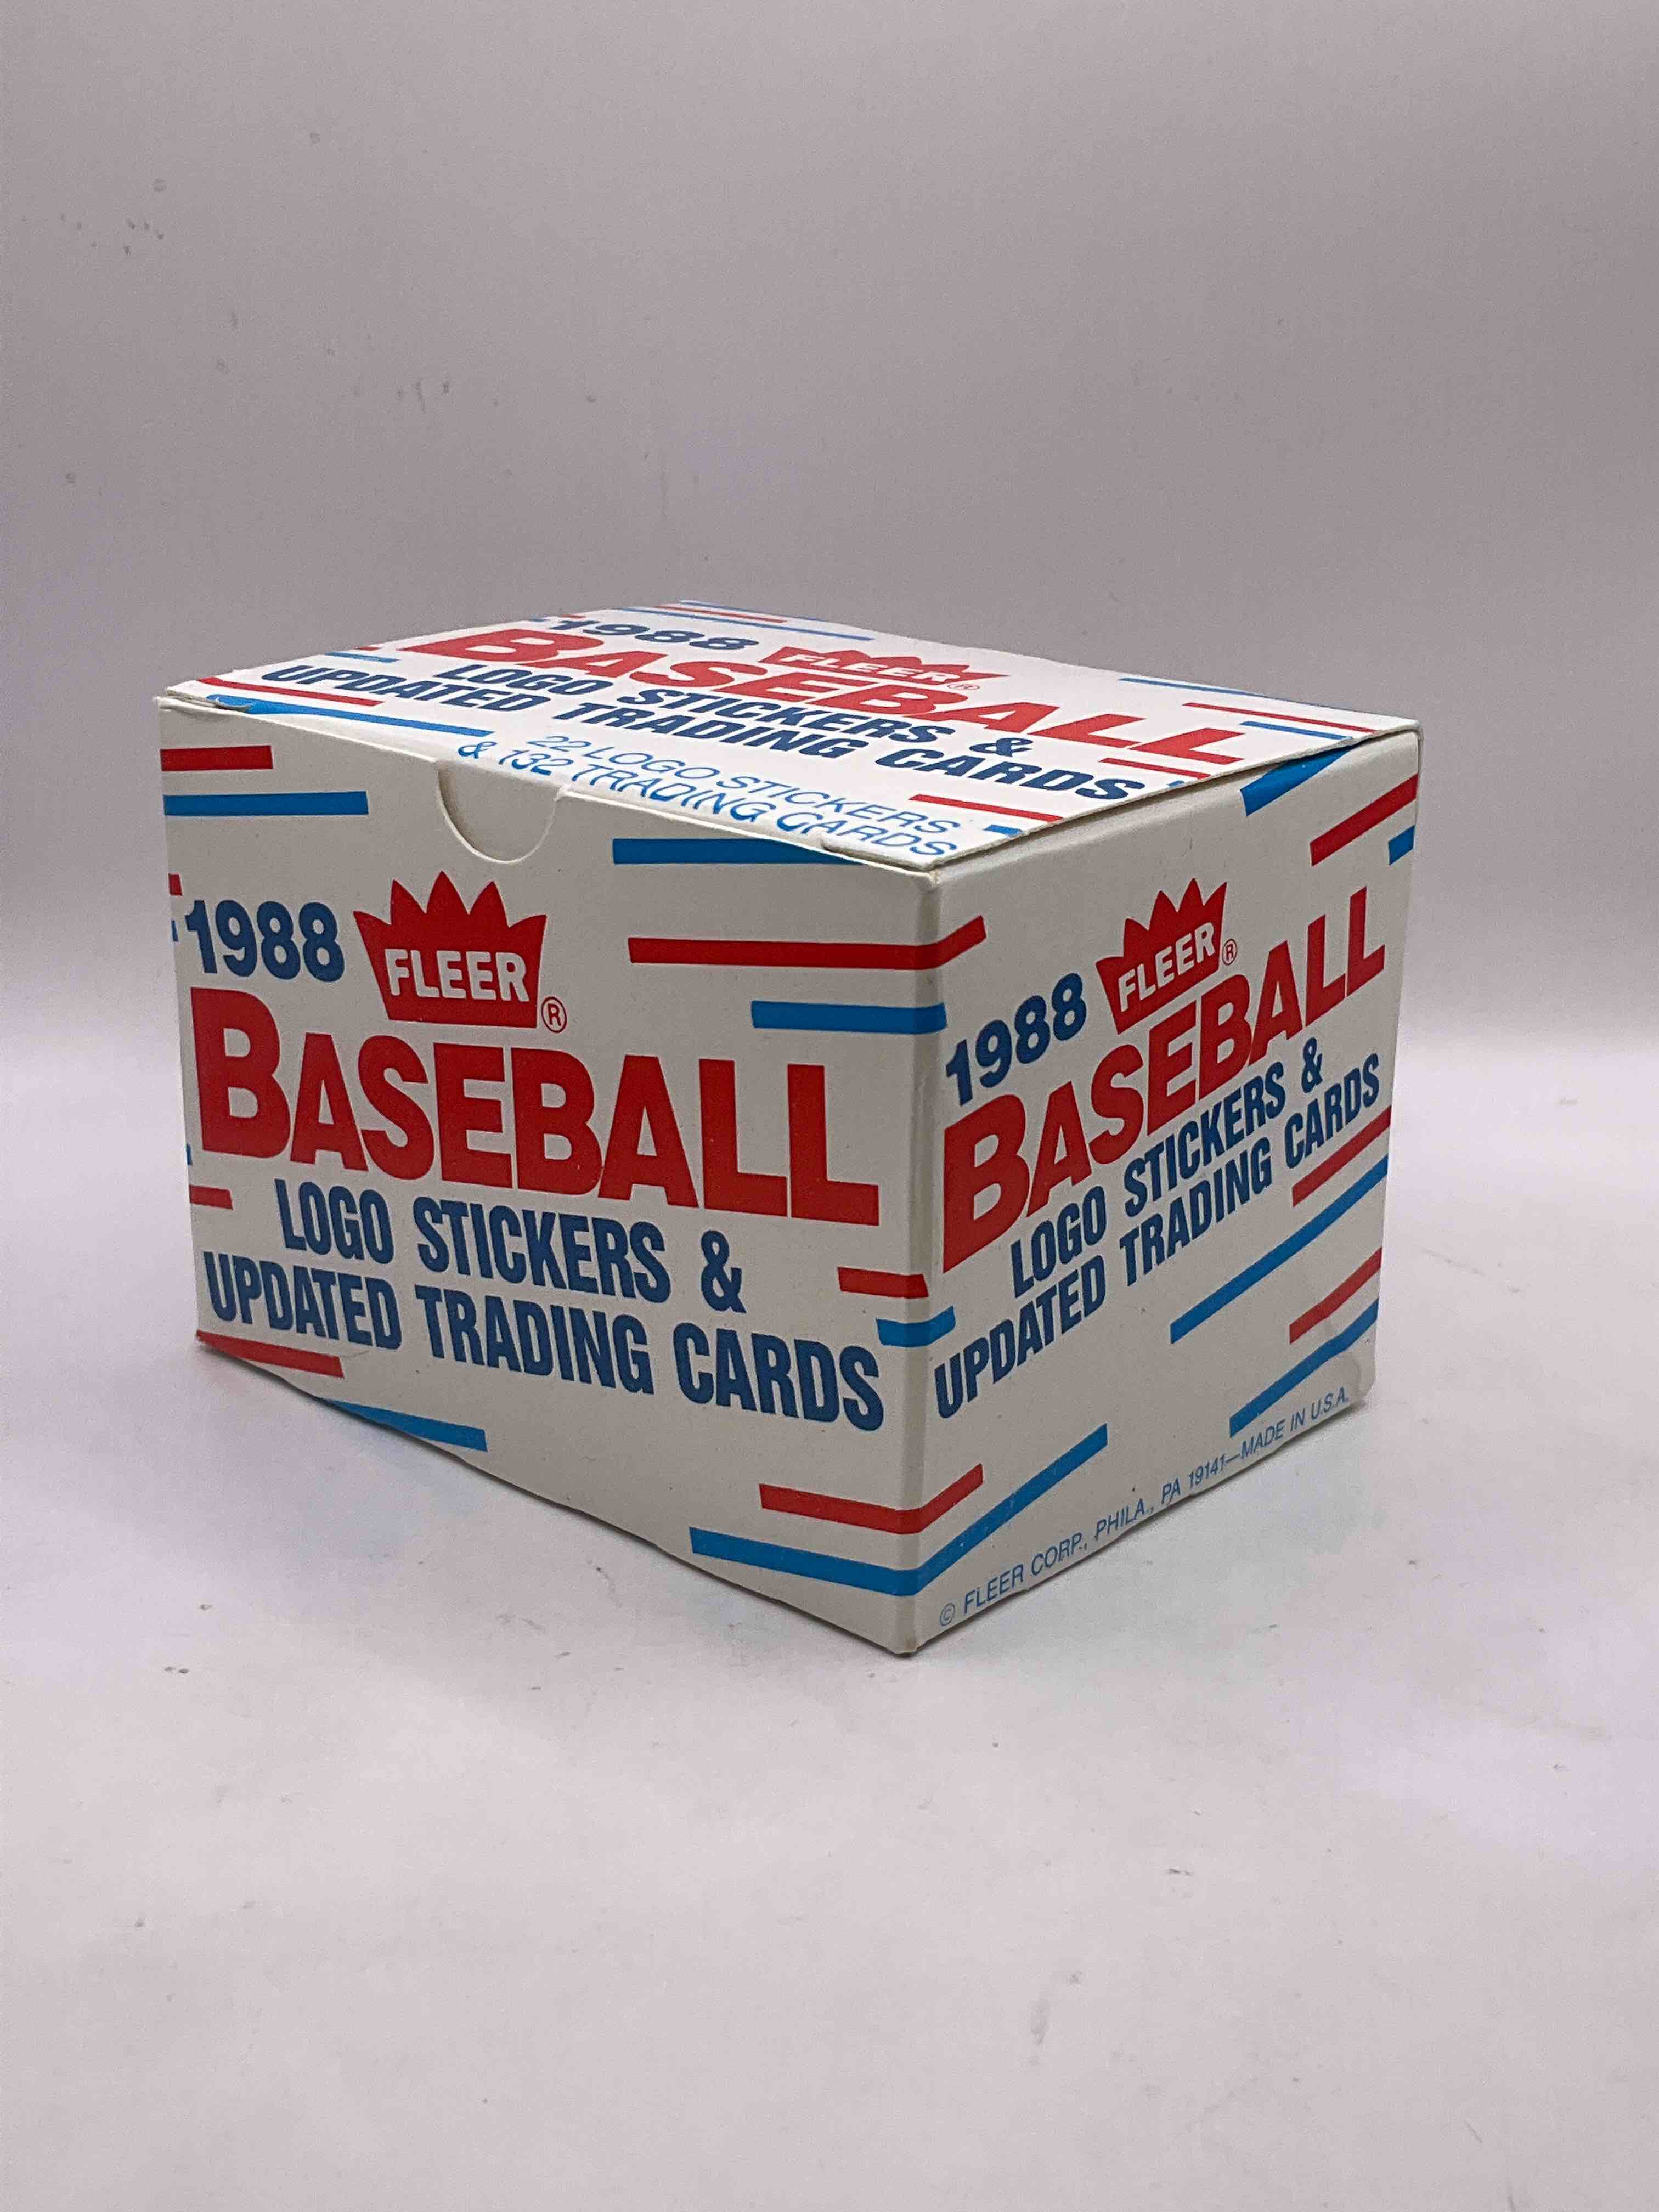 1988 FLEER®
BASEBALL
LOGO STICKERS &
UPDATED TRADING CARDS
22 LOGO STICKERS
& 132 TRADING CARDS
1988 FLEER®
BASEBALL
LOGO STICKERS &
UPDATED TRADING CARDS
1988 FLEER®
BASEBALL
LOGO STICKERS &
UPDATED TRADING CARDS
© FLEER CORP., PHILA., PA 19141—MADE IN U.S.A.